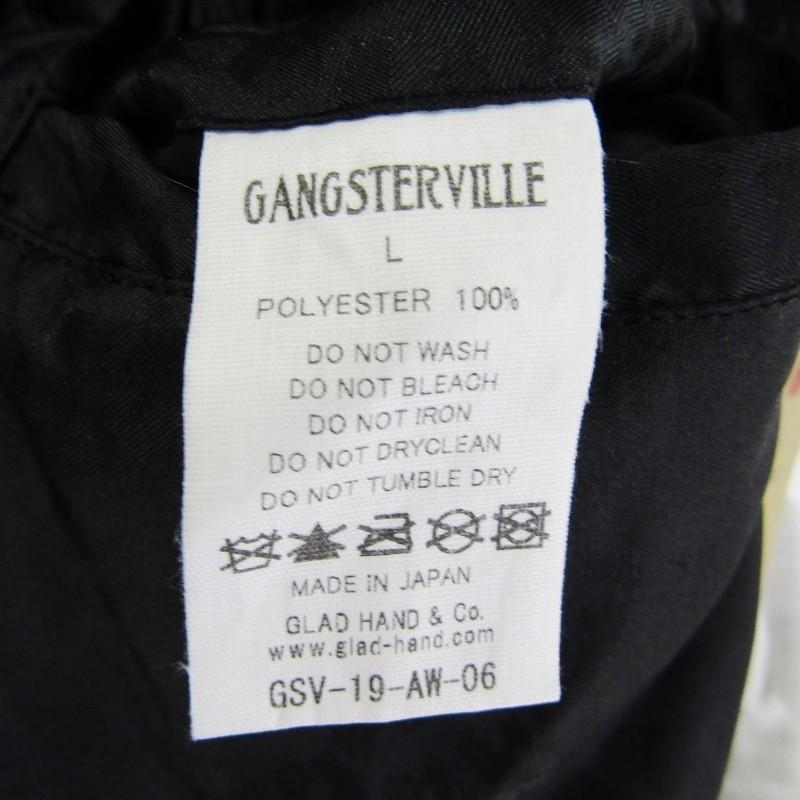 GANGSTERVILLE
L
POLYESTER 100%
DO NOT WASH
DO NOT BLEACH
DO NOT IRON
DO NOT DRYCLEAN
DO NOT TUMBLE DRY
MADE IN JAPAN
GLAD HAND & Co.
www.glad-hand.com
GSV-19-AW-06